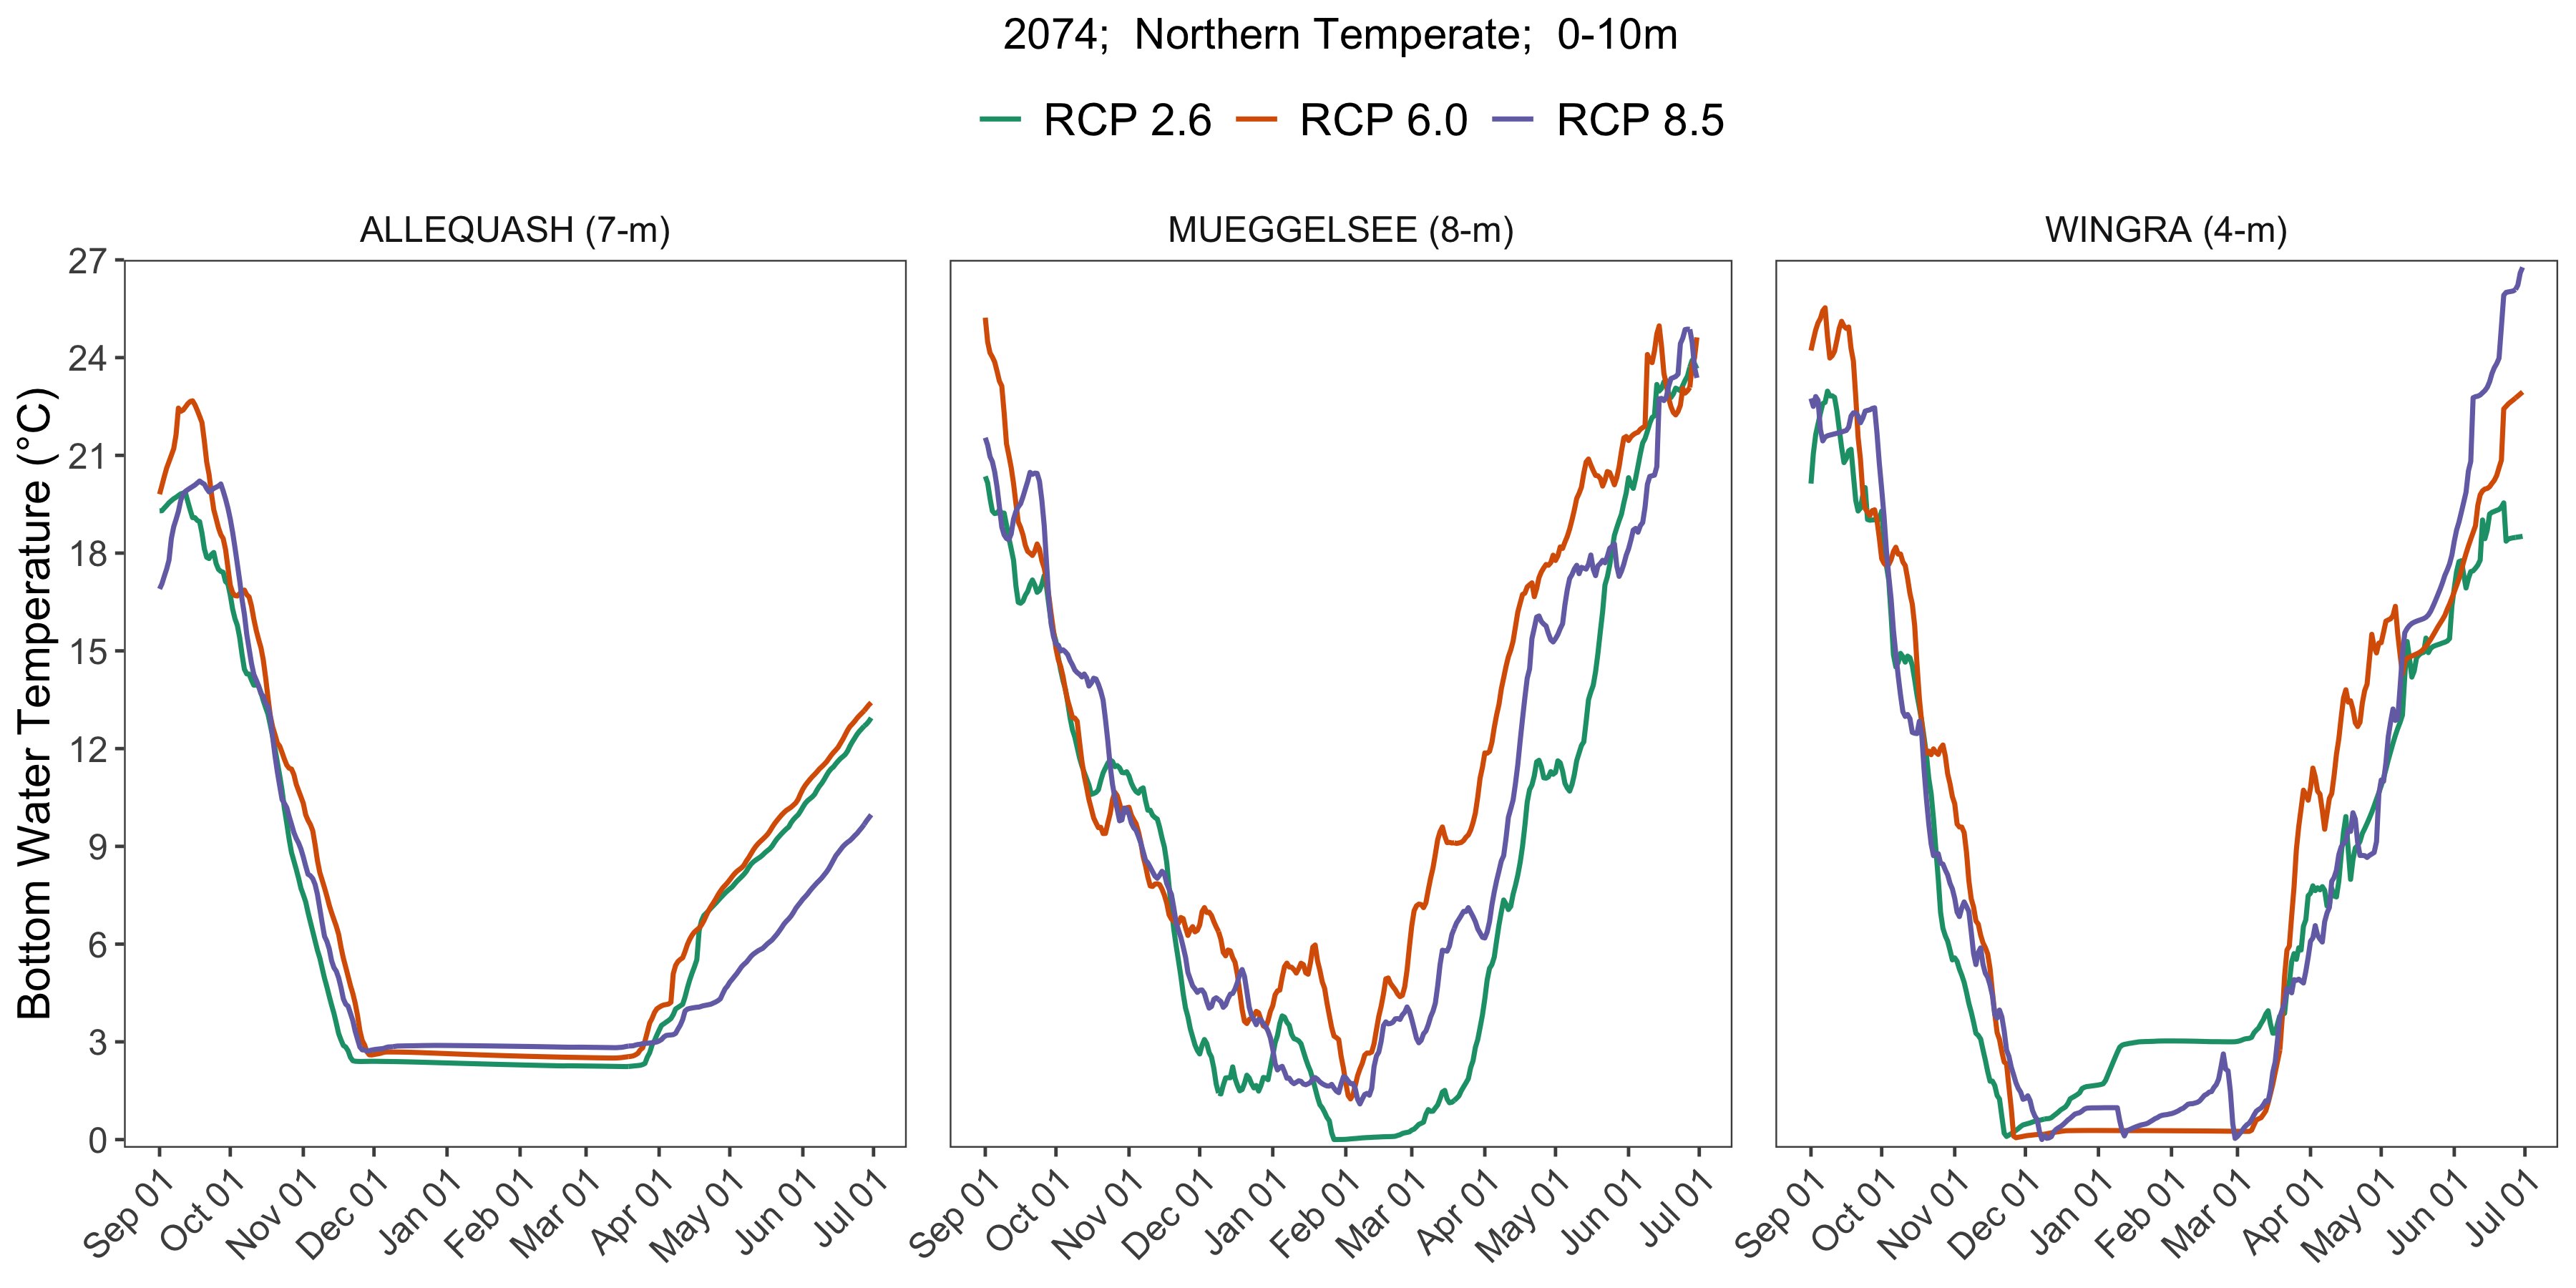 2074;  Northern Temperate;  0-10m
RCP 2.6 RCP 6.0 RCP 8.5
ALLEQUASH (7-m) MUEGGELSEE (8-m) WINGRA (4-m)
Bottom Water Temperature (°C)
27
24
21
18
15
12
9
6
3
0
Sep 01 Oct 01 Nov 01 Dec 01 Jan 01 Feb 01 Mar 01 Apr 01 May 01 Jun 01 Jul 01 Sep 01 Oct 01 Nov 01 Dec 01 Jan 01 Feb 01 Mar 01 Apr 01 May 01 Jun 01 Jul 01 Sep 01 Oct 01 Nov 01 Dec 01 Jan 01 Feb 01 Mar 01 Apr 01 May 01 Jun 01 Jul 01